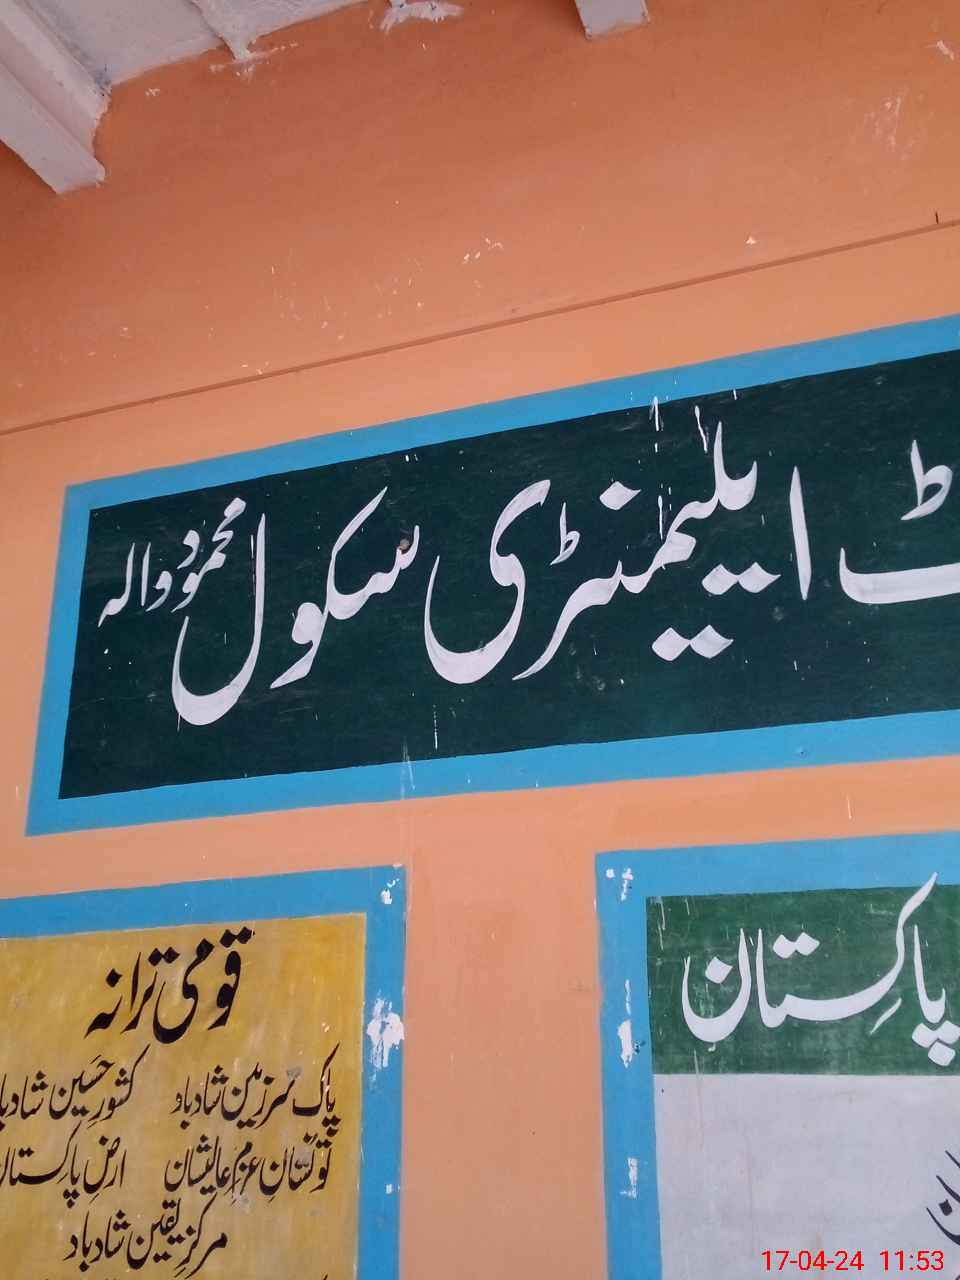 ٹ ایلیمنٹری سکول محمود والہ
قومی ترانہ
پاک سرزمین شاد باد کشورِ حسین شاد با
تو نشانِ عزمِ عالیشان ارضِ پاکستان
مرکزِ یقین شاد باد
پاکستان
17-04-24 11:53